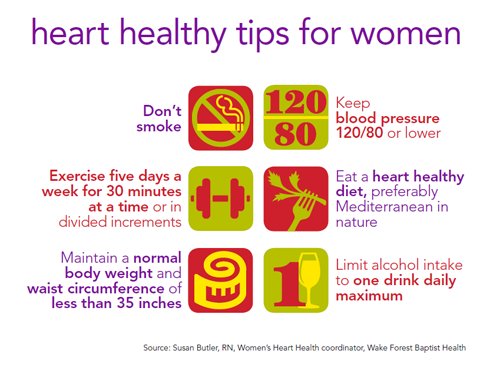 heart healthy tips for women
Don't
smoke
120
80
Keep
blood pressure
120/80 or lower
Exercise five days a
week for 30 minutes
at a time or in
divided increments
Eat a heart healthy
diet, preferably
Mediterranean in
nature
Maintain a normal
body weight and
waist circumference of
less than 35 inches
1
Limit alcohol intake
to one drink daily
maximum
Source: Susan Butler, RN, Women's Heart Health coordinator, Wake Forest Baptist Health